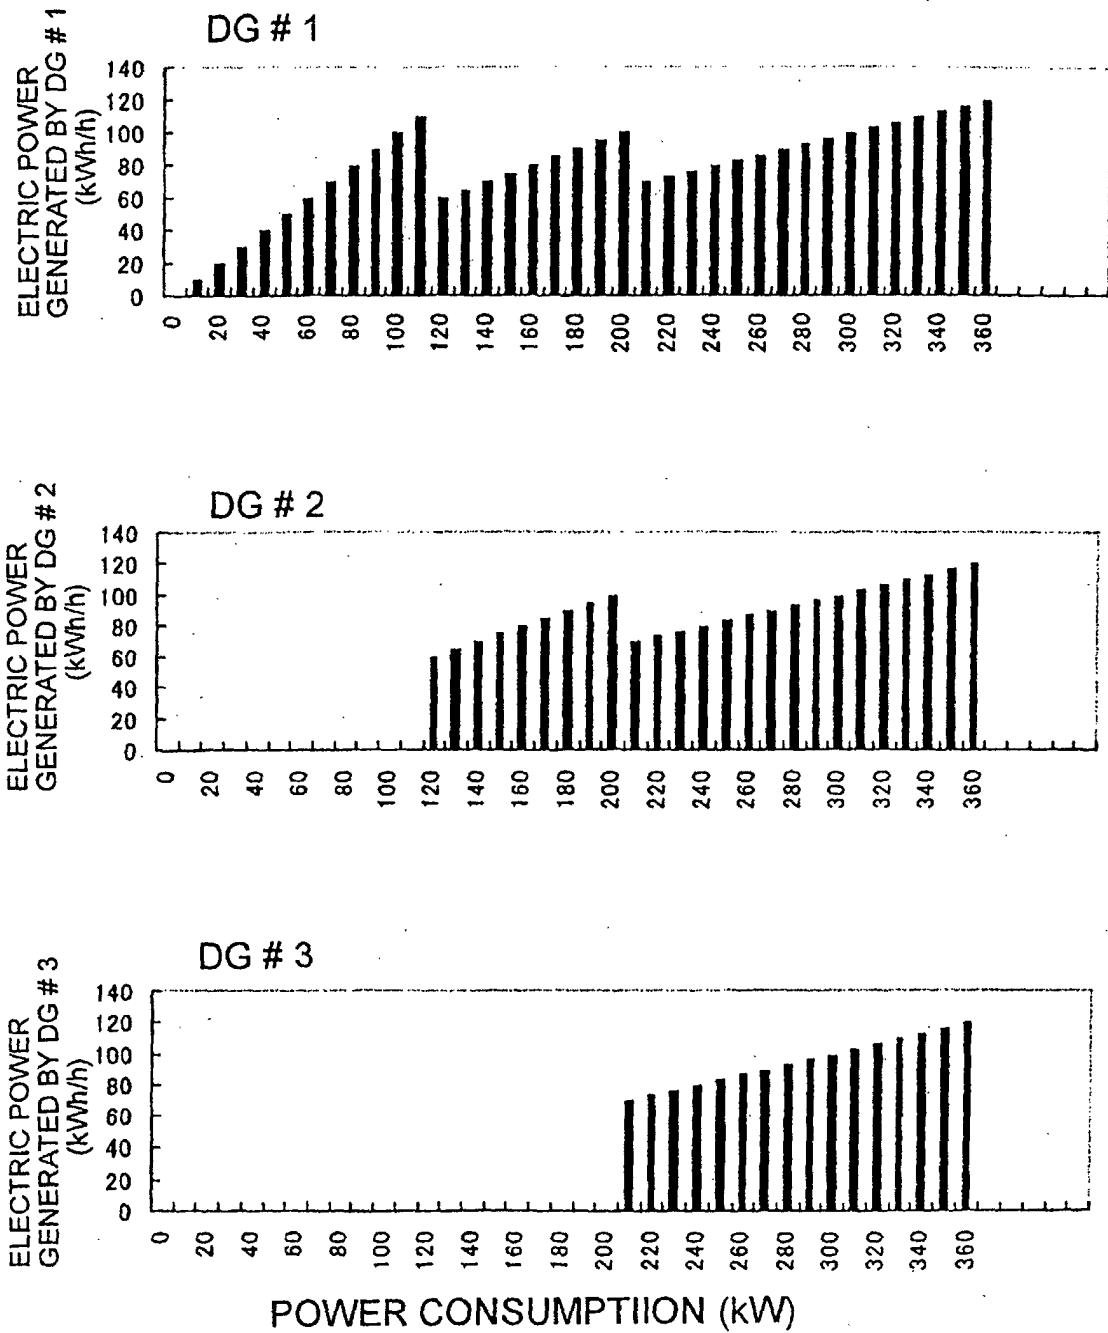 DG # 1
ELECTRIC POWER
GENERATED BY DG # 1
(kWh/h)
140
120
100
80
60
40
20
0
0 20 40 60 80 100 120 140 160 180 200 220 240 260 280 300 320 340 360
DG # 2
ELECTRIC POWER
GENERATED BY DG # 2
(kWh/h)
140
120
100
80
60
40
20
0
0 20 40 60 80 100 120 140 160 180 200 220 240 260 280 300 320 340 360
DG # 3
ELECTRIC POWER
GENERATED BY DG # 3
(kWh/h)
140
120
100
80
60
40
20
0
0 20 40 60 80 100 120 140 160 180 200 220 240 260 280 300 320 340 360
POWER CONSUMPTIION (kW)